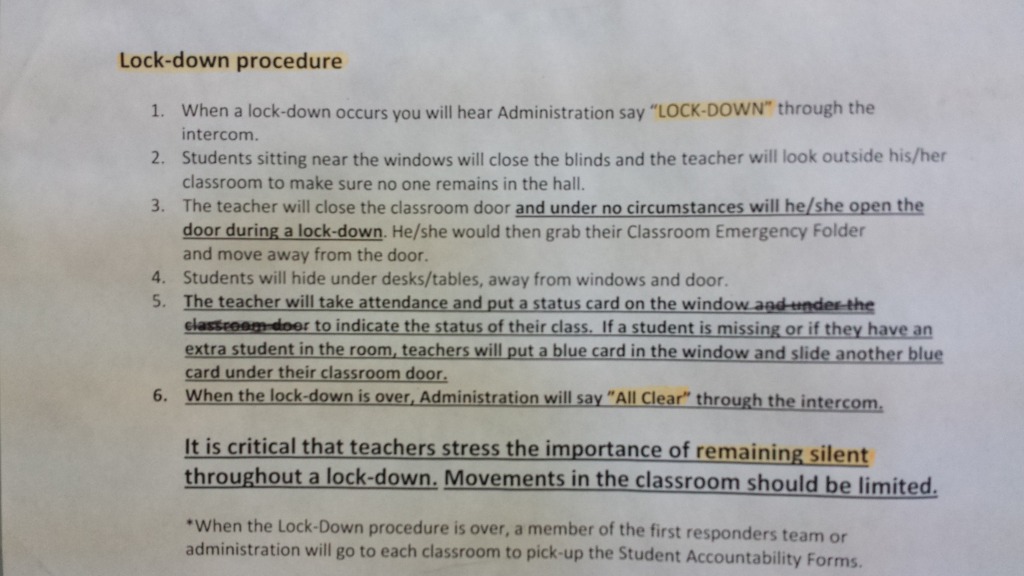 Lock-down procedure
1. When a lock-down occurs you will hear Administration say "LOCK-DOWN" through the
intercom.
2. Students sitting near the windows will close the blinds and the teacher will look outside his/her
classroom to make sure no one remains in the hall.
3. The teacher will close the classroom door and under no circumstances will he/she open the
door during a lock-down. He/she would then grab their Classroom Emergency Folder
and move away from the door.
4. Students will hide under desks/tables, away from windows and door.
5. The teacher will take attendance and put a status card on the window and under the
classroom door to indicate the status of their class. If a student is missing or if they have an
extra student in the room, teachers will put a blue card in the window and slide another blue
card under their classroom door.
6. When the lock-down is over, Administration will say "All Clear" through the intercom.
It is critical that teachers stress the importance of remaining silent
throughout a lock-down. Movements in the classroom should be limited.
*When the Lock-Down procedure is over, a member of the first responders team or
administration will go to each classroom to pick-up the Student Accountability Forms.